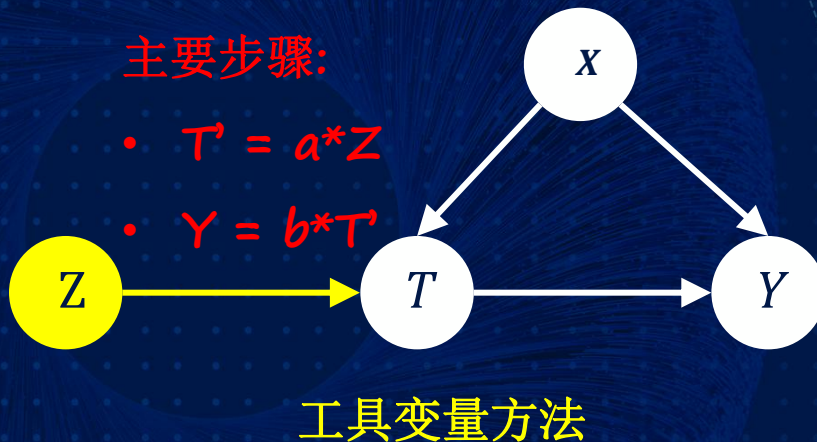 主要步骤:
• T' = a*Z
• Y = b*T'
X
Z
T
Y
工具变量方法